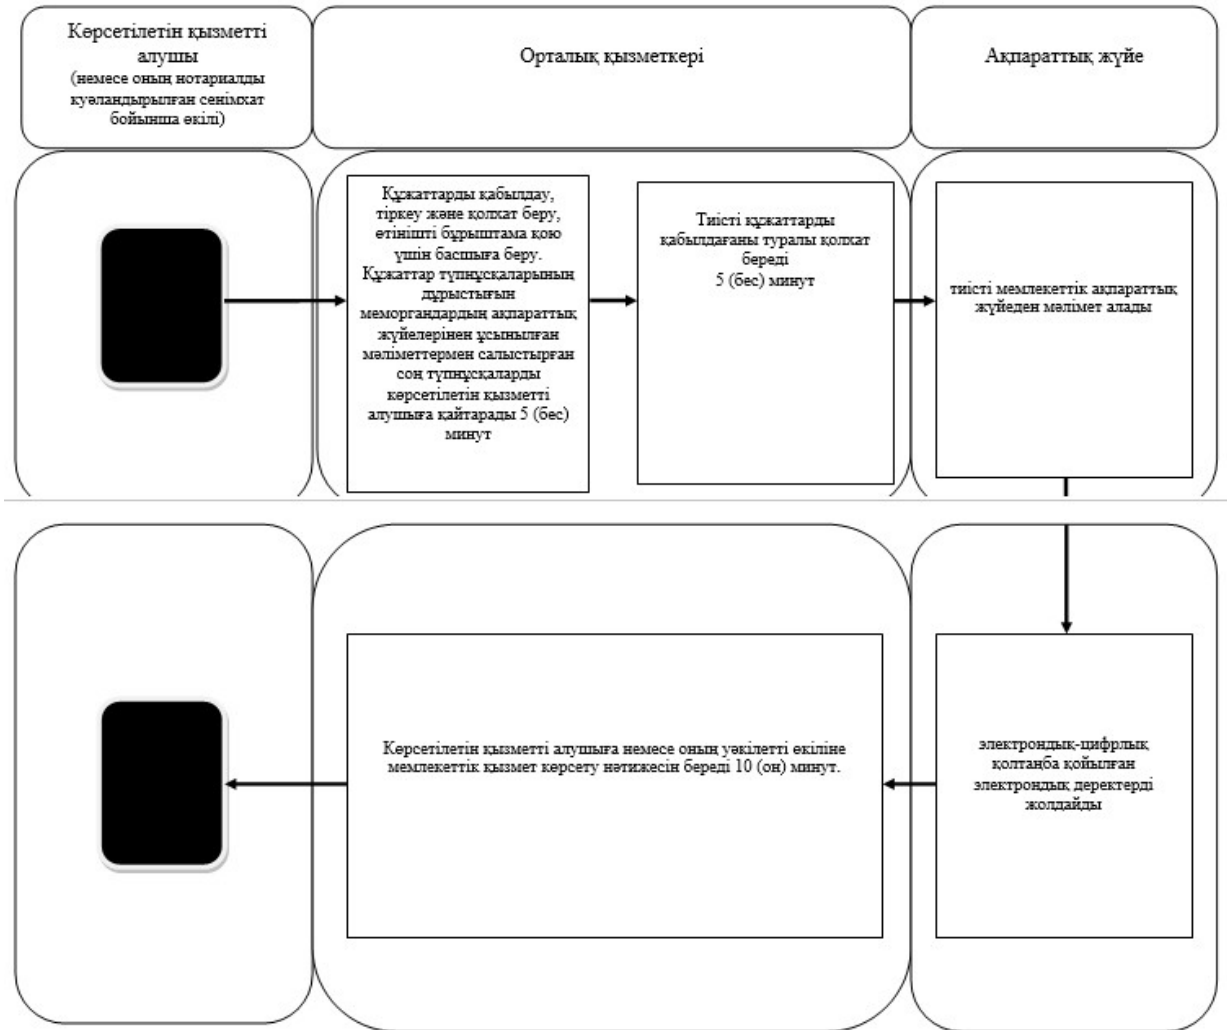 Көрсетілетін қызметті
алушы
(немесе оның нотариалды
куәландырылған сенімхат
бойынша өкілі)
Орталық қызметкері
Ақпараттық жүйе
Құжаттарды қабылдау,
тіркеу және қолхат беру,
өтінішті бұрыштама қою
үшін басшыға беру.
Құжаттар түпнұсқаларының
дұрыстығын
меморгандардың ақпараттық
жүйелерінен ұсынылған
мәліметтермен салыстырған
соң түпнұсқаларды
көрсетілетін қызметті
алушыға қайтарады 5 (бес)
минут
Тиісті құжаттарды
қабылдағаны туралы қолхат
береді
5 (бес) минут
тиісті мемлекеттік ақпараттық
жүйеден мәлімет алады
Көрсетілетін қызметті алушыға немесе оның уәкілетті өкіліне
мемлекеттік қызмет көрсету нәтижесін береді 10 (он) минут.
электрондық-цифрлық
қолтаңба қойылған
электрондық деректерді
жолдайды